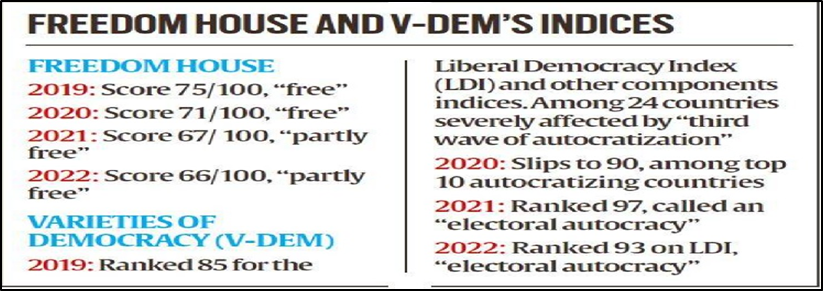 FREEDOM HOUSE AND V-DEM'S INDICES
FREEDOM HOUSE
2019: Score 75/100, “free”
2020: Score 71/100, “free”
2021: Score 67/ 100, “partly
free”
2022: Score 66/100, “partly
free”
VARIETIES OF
DEMOCRACY (V-DEM)
2019: Ranked 85 for the
Liberal Democracy Index
(LDI) and other components
indices. Among 24 countries
severely affected by “third
wave of autocratization”
2020: Slips to 90, among top
10 autocratizing countries
2021: Ranked 97, called an
“electoral autocracy”
2022: Ranked 93 on LDI,
“electoral autocracy”